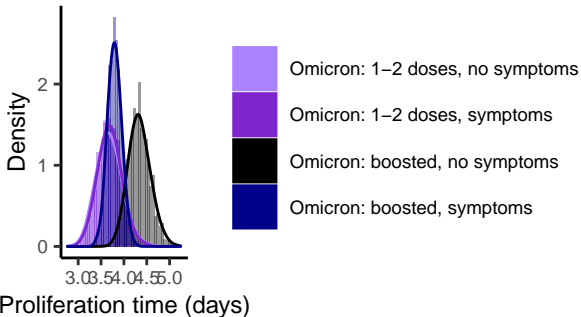 Density
2
1
0
3.0 3.5 4.0 4.5 5.0
Proliferation time (days)
Omicron: 1−2 doses, no symptoms
Omicron: 1−2 doses, symptoms
Omicron: boosted, no symptoms
Omicron: boosted, symptoms